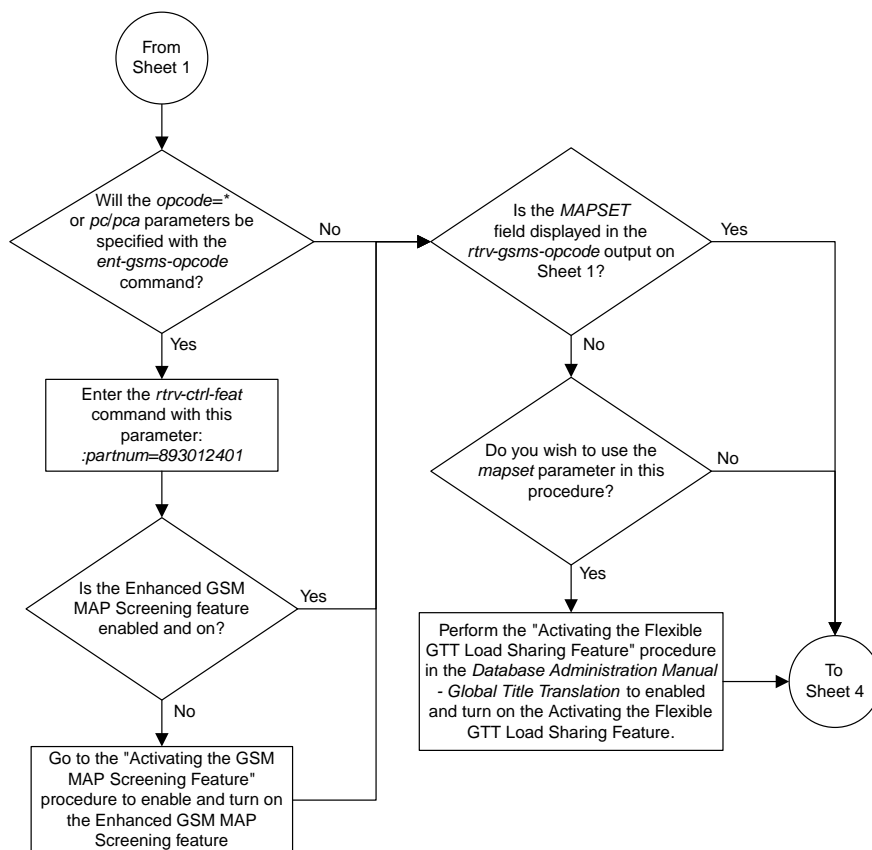 From
Sheet 1
Will the opcode=*
or pc/pca parameters be
specified with the
ent-gsms-opcode
command?
No
Yes
Enter the rtrv-ctrl-feat
command with this
parameter:
:partnum=893012401
Is the Enhanced GSM
MAP Screening feature
enabled and on?
Yes
No
Go to the "Activating the GSM
MAP Screening Feature"
procedure to enable and turn on
the Enhanced GSM MAP
Screening feature
Is the MAPSET
field displayed in the
rtrv-gsms-opcode output on
Sheet 1?
Yes
No
Do you wish to use the
mapset parameter in this
procedure?
No
Yes
Perform the "Activating the Flexible
GTT Load Sharing Feature" procedure
in the Database Administration Manual
- Global Title Translation to enabled
and turn on the Activating the Flexible
GTT Load Sharing Feature.
To
Sheet 4